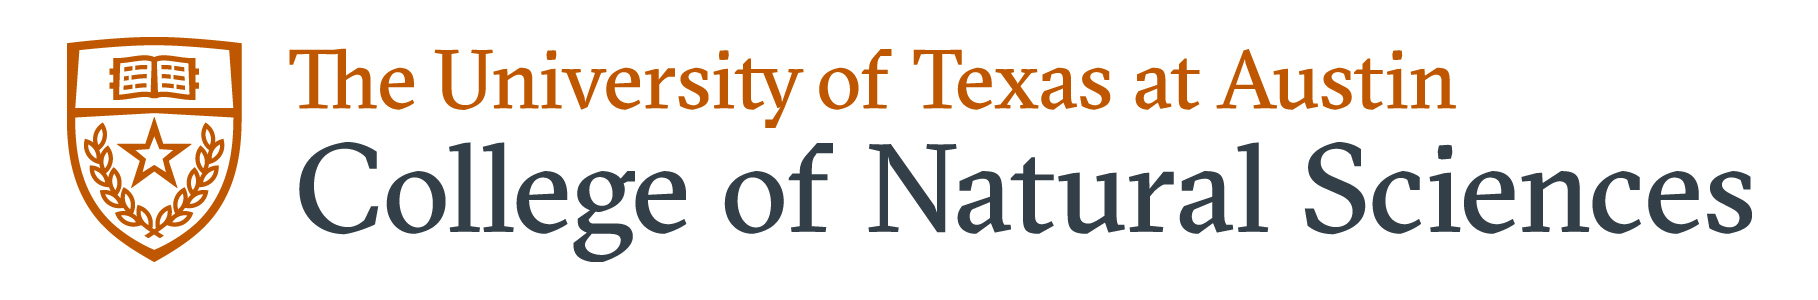 The University of Texas at Austin
College of Natural Sciences